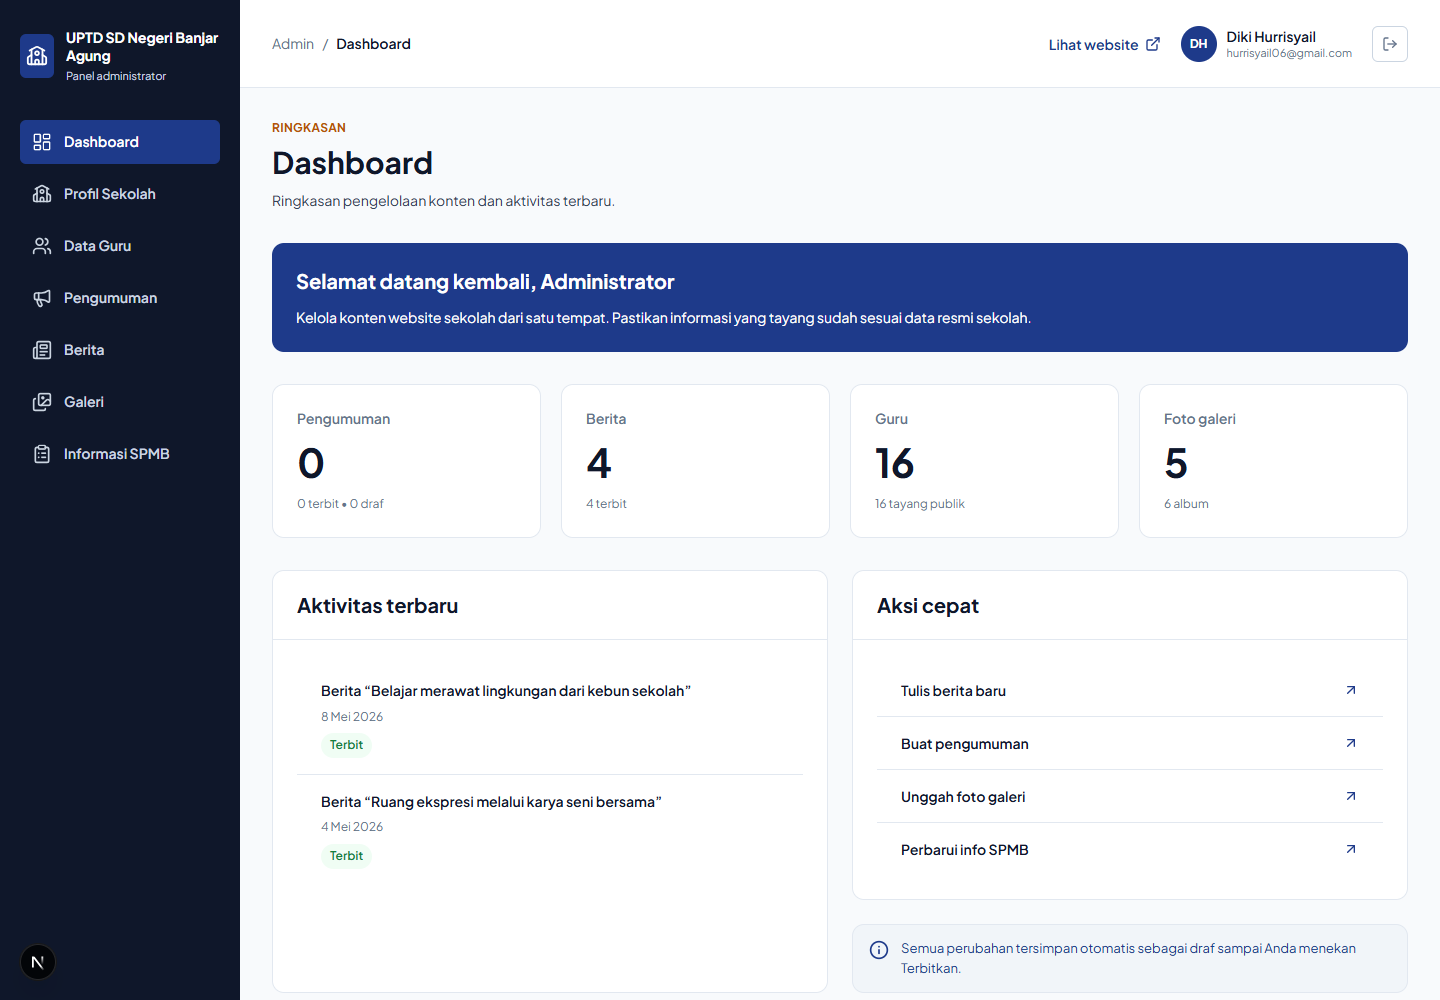 UPTD SD Negeri Banjar
Agung
Panel administrator
Dashboard
Profil Sekolah
Data Guru
Pengumuman
Berita
Galeri
Informasi SPMB
N
Admin / Dashboard
Lihat website
DH
Diki Hurrisyail
hurrisyail06@gmail.com
RINGKASAN
Dashboard
Ringkasan pengelolaan konten dan aktivitas terbaru.
Selamat datang kembali, Administrator
Kelola konten website sekolah dari satu tempat. Pastikan informasi yang tayang sudah sesuai data resmi sekolah.
Pengumuman
0
0 terbit • 0 draf
Berita
4
4 terbit
Guru
16
16 tayang publik
Foto galeri
5
6 album
Aktivitas terbaru
Berita “Belajar merawat lingkungan dari kebun sekolah”
8 Mei 2026
Terbit
Berita “Ruang ekspresi melalui karya seni bersama”
4 Mei 2026
Terbit
Aksi cepat
Tulis berita baru
Buat pengumuman
Unggah foto galeri
Perbarui info SPMB
Semua perubahan tersimpan otomatis sebagai draf sampai Anda menekan
Terbitkan.